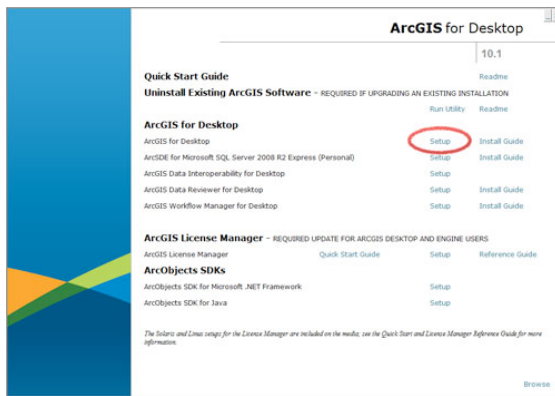 ArcGIS for Desktop
10.1
Quick Start Guide Readme
Uninstall Existing ArcGIS Software – REQUIRED IF UPGRADING AN EXISTING INSTALLATION
Run Utility Readme
ArcGIS for Desktop
ArcGIS for Desktop Setup Install Guide
ArcSDE for Microsoft SQL Server 2008 R2 Express (Personal) Setup Install Guide
ArcGIS Data Interoperability for Desktop Setup
ArcGIS Data Reviewer for Desktop Setup Install Guide
ArcGIS Workflow Manager for Desktop Setup Install Guide
ArcGIS License Manager – REQUIRED UPDATE FOR ARCGIS DESKTOP AND ENGINE USERS
ArcGIS License Manager Quick Start Guide Setup Reference Guide
ArcObjects SDKs
ArcObjects SDK for Microsoft .NET Framework Setup
ArcObjects SDK for Java Setup
The Solaris and Linux setups for the License Manager are included on the media; see the Quick Start and License Manager Reference Guide for more
information.
Browse